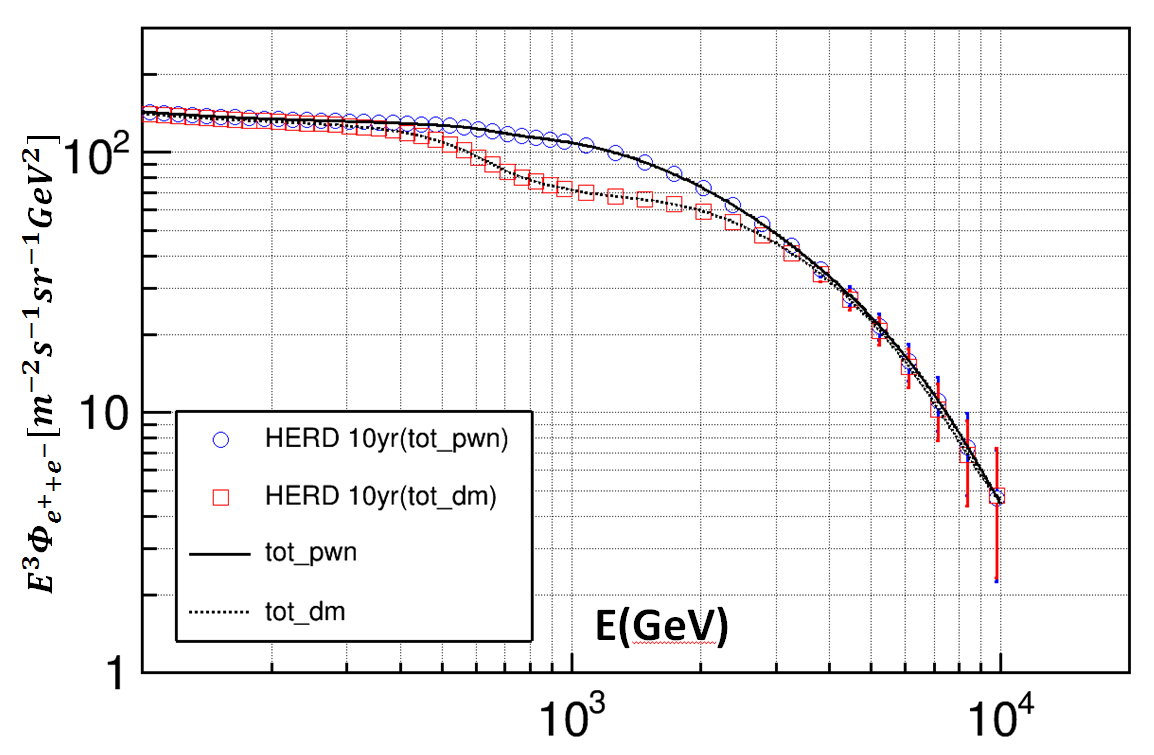 E³Φₑ⁺₊ₑ⁻[m⁻²s⁻¹sr⁻¹GeV²]
10²
10
1
HERD 10yr(tot_pwn)
HERD 10yr(tot_dm)
tot_pwn
tot_dm
E(GeV)
10³ 10⁴